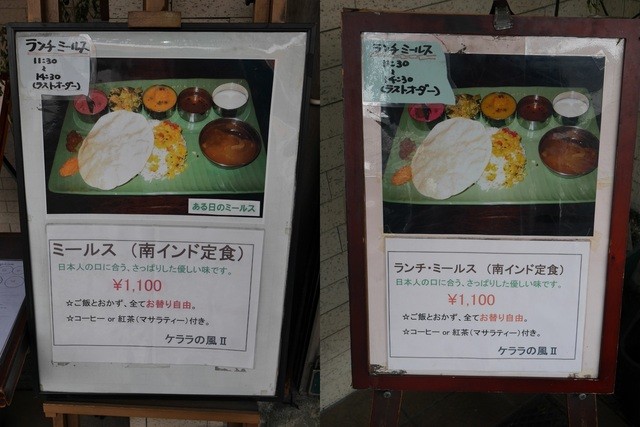 ランチ ミールス
11:30
~
14:30
(ラストオーダー)
ある日のミールス
ミールス (南インド定食)
日本人の口に合う、さっぱりした優しい味です。
¥1,100
☆ご飯とおかず、全てお替り自由。
☆コーヒー or 紅茶(マサラティー)付き。
ケララの風Ⅱ
ランチ ミールス
11:30
~
14:30
(ラストオーダー)
ランチ・ミールス (南インド定食)
日本人の口に合う、さっぱりした優しい味です。
¥1,100
☆ご飯とおかず、全てお替り自由。
☆コーヒー or 紅茶(マサラティー)付き。
ケララの風Ⅱ